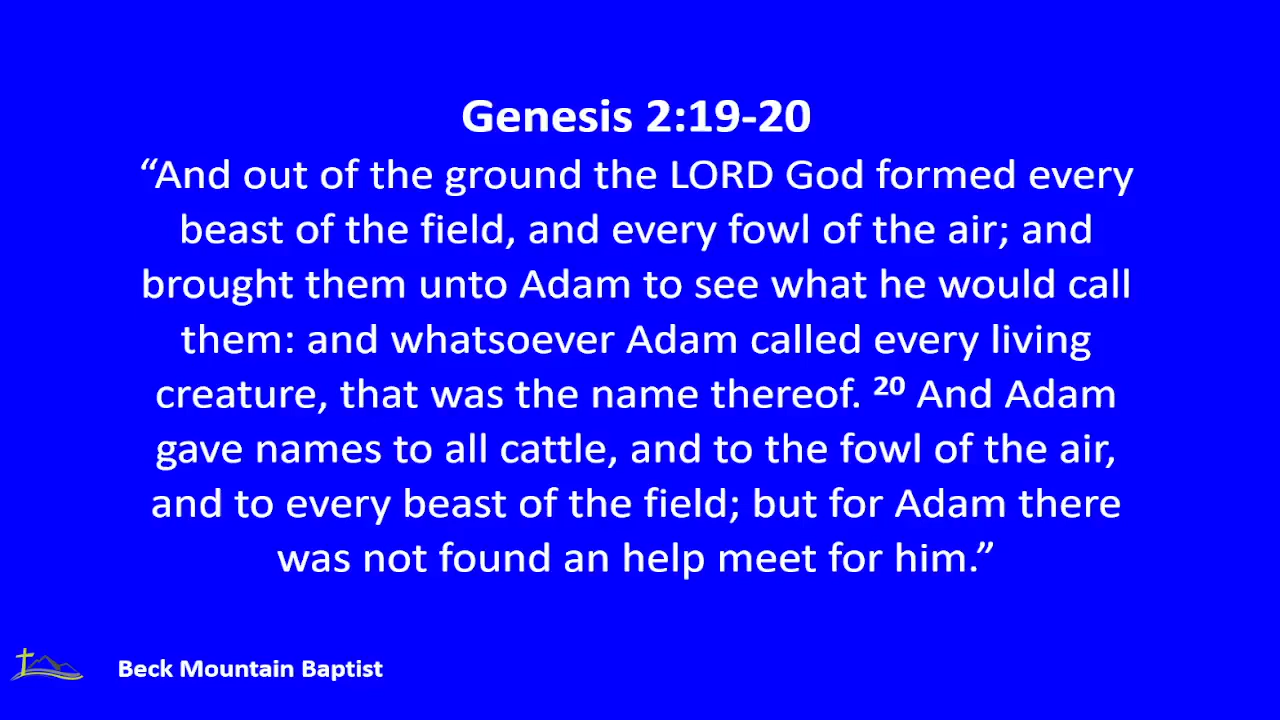 Genesis 2:19-20
“And out of the ground the LORD God formed every
beast of the field, and every fowl of the air; and
brought them unto Adam to see what he would call
them: and whatsoever Adam called every living
creature, that was the name thereof. 20 And Adam
gave names to all cattle, and to the fowl of the air,
and to every beast of the field; but for Adam there
was not found an help meet for him.”
Beck Mountain Baptist